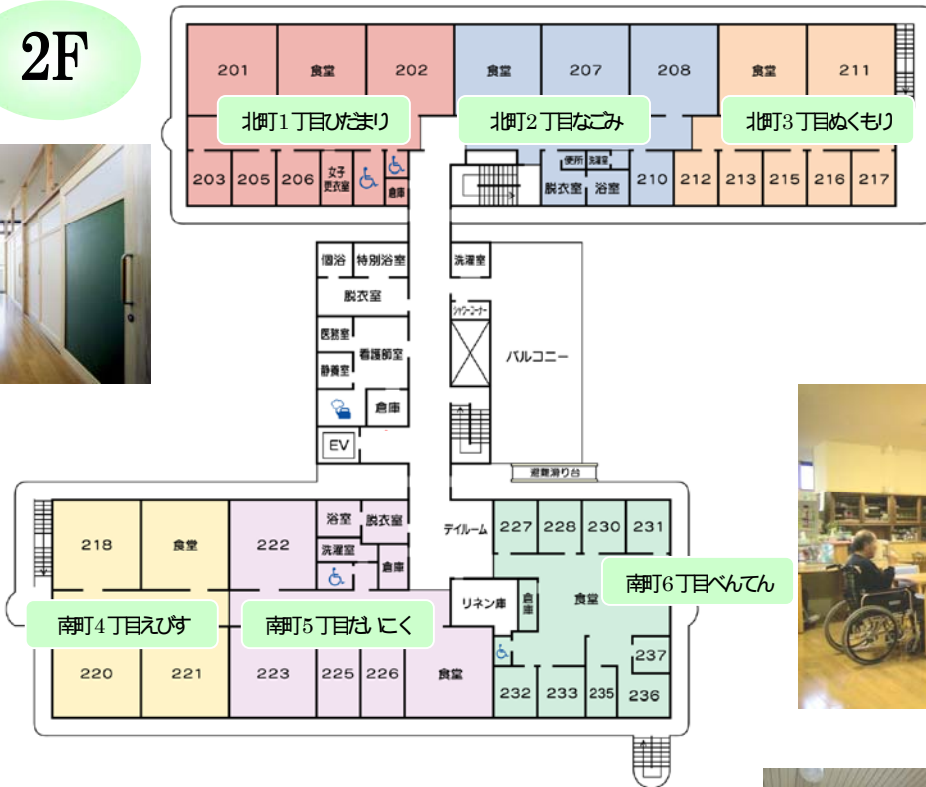 2F
201
食堂
202
食堂
207
208
食堂
211
北町1丁目ひだまり
北町2丁目なごみ
北町3丁目ぬくもり
203
205
206
女子
更衣室
倉庫
便所
洗濯室
脱衣室
浴室
210
212
213
215
216
217
個浴
特別浴室
洗濯室
脱衣室
シャワーコーナー
医務室
看護師室
静養室
バルコニー
倉庫
EV
避難滑り台
218
食堂
222
浴室
脱衣室
洗濯室
倉庫
デイルーム
227
228
230
231
南町4丁目えびす
南町5丁目だいこく
リネン庫
倉庫
食堂
南町6丁目べんてん
220
221
223
225
226
食堂
232
233
235
237
236